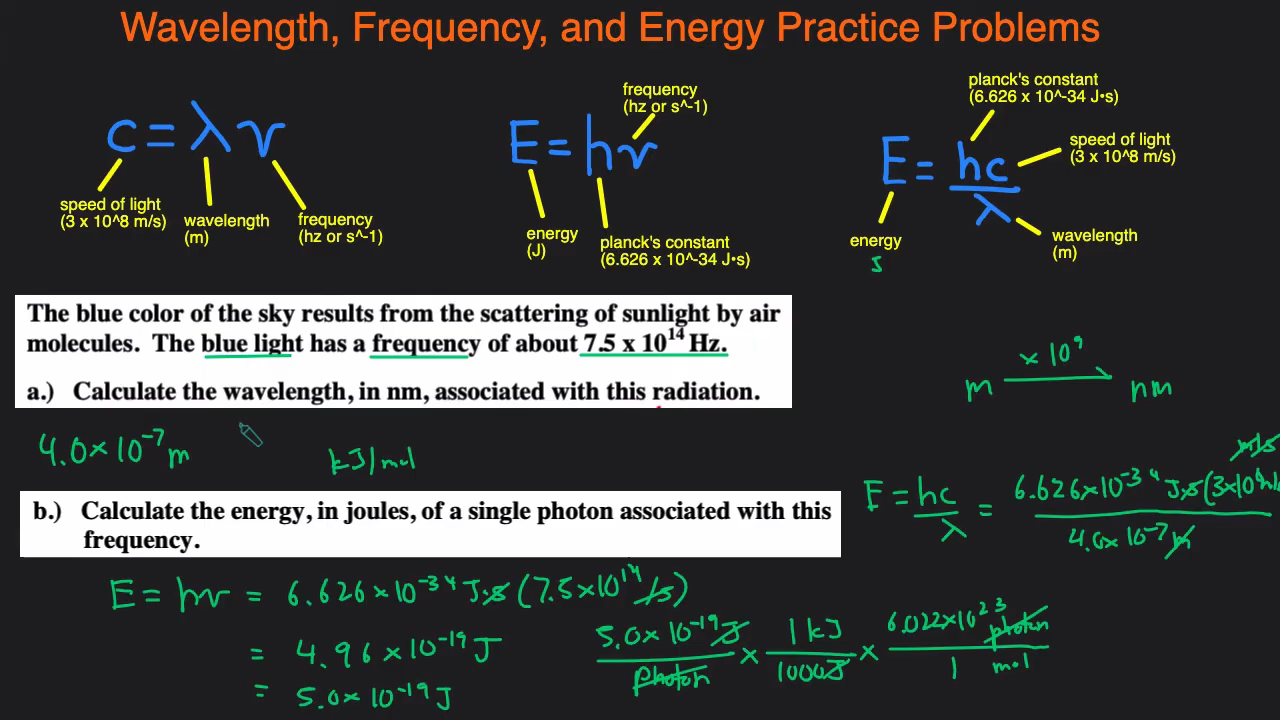 Wavelength, Frequency, and Energy Practice Problems
c = λν
speed of light
(3 x 10^8 m/s)
wavelength
(m)
frequency
(hz or s^-1)
E = hν
frequency
(hz or s^-1)
energy
(J)
planck's constant
(6.626 x 10^-34 J•s)
E = hc/λ
planck's constant
(6.626 x 10^-34 J•s)
speed of light
(3 x 10^8 m/s)
energy
J
wavelength
(m)
The blue color of the sky results from the scattering of sunlight by air
molecules. The blue light has a frequency of about 7.5 x 10^14 Hz.
a.) Calculate the wavelength, in nm, associated with this radiation.
m x 10^9 nm
4.0 x 10^-7 m
kJ/mol
b.) Calculate the energy, in joules, of a single photon associated with this
frequency.
E = hc/λ = 6.626 x 10^-34 J·s (3 x 10^8 m/s m/s / 4.0 x 10^-7 m
E = hν = 6.626 x 10^-34 J·s (7.5 x 10^14 /s)
= 4.96 x 10^-19 J
= 5.0 x 10^-19 J
5.0 x 10^-19 J / photon x 1 kJ / 1000J x 6.022 x 10^23 photon / 1 mol